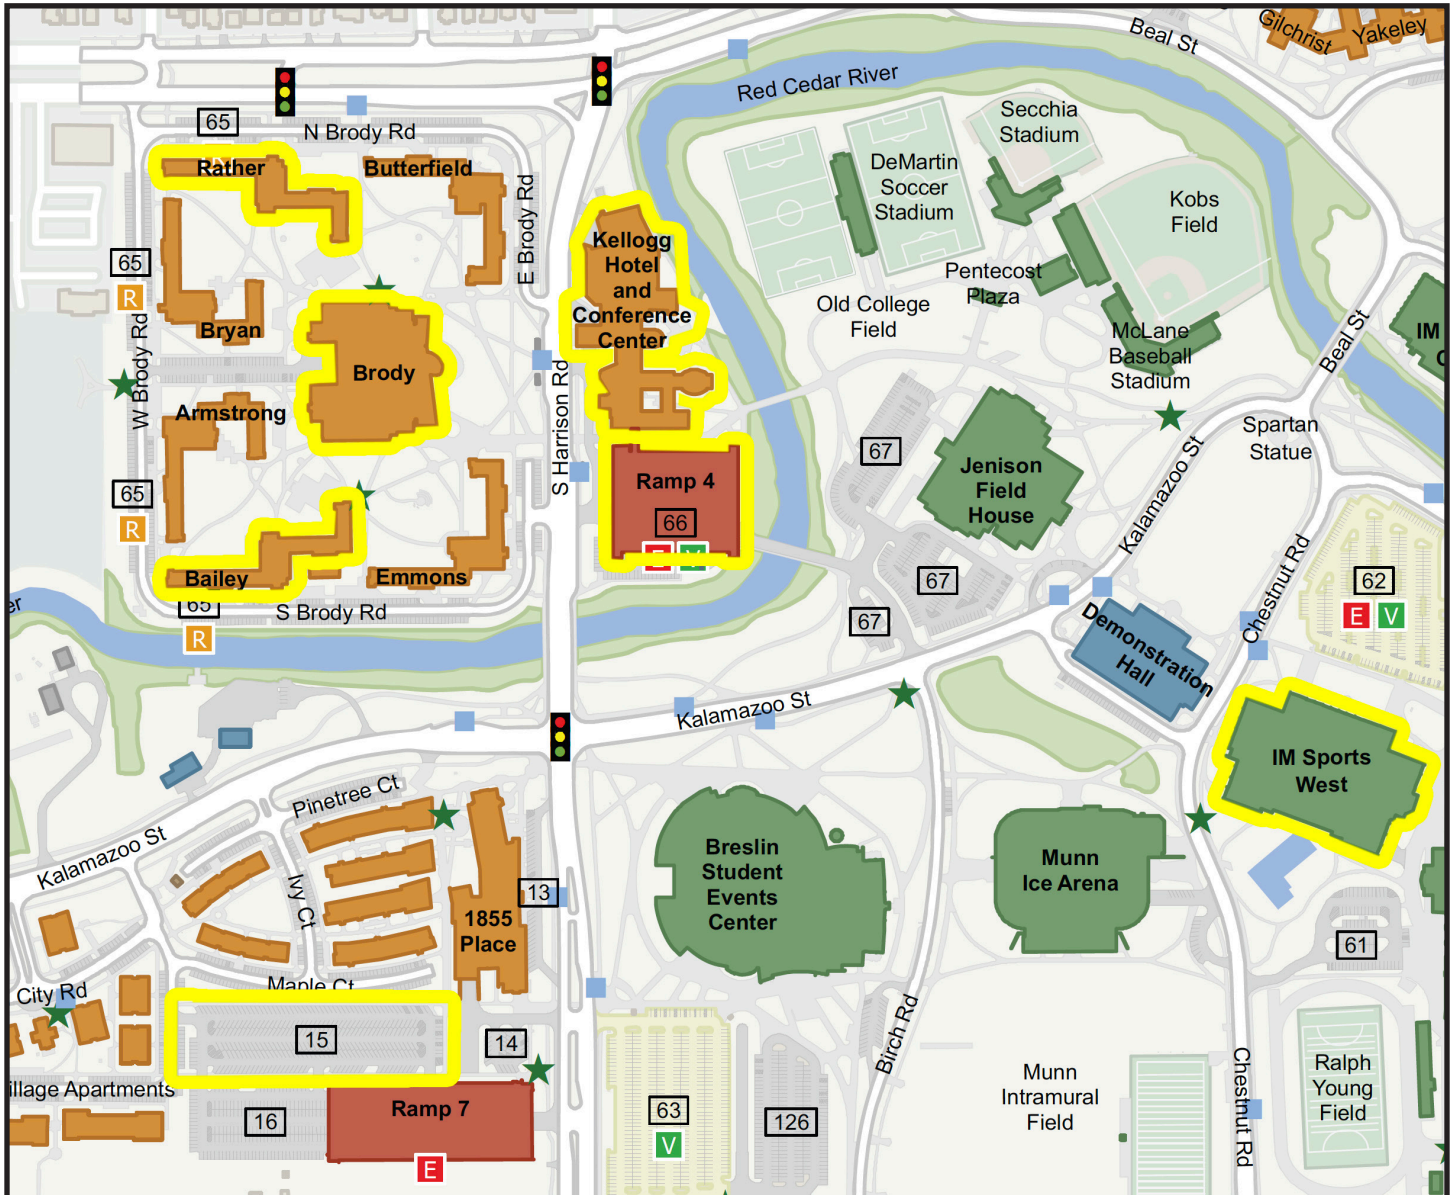 Gilchrist
Yakeley
Beal St
Red Cedar River
65
N Brody Rd
Rather
Butterfield
Secchia
Stadium
DeMartin
Soccer
Stadium
Kobs
Field
E Brody Rd
Kellogg
Hotel
and
Conference
Center
65
R
Pentecost
Plaza
Old College
Field
Bryan
W Brody Rd
McLane
Baseball
Stadium
Beal St
IM
C
Brody
S Harrison Rd
Armstrong
67
Spartan
Statue
Kalamazoo St
Jenison
Field
House
Ramp 4
66
E
V
65
R
Bailey
Emmons
67
Chestnut Rd
62
E
V
65
R
S Brody Rd
er
67
Demonstration
Hall
Kalamazoo St
IM Sports
West
Pinetree Ct
Kalamazoo St
Ivy Ct
Breslin
Student
Events
Center
Munn
Ice Arena
13
1855
Place
61
Maple Ct
City Rd
15
14
Birch Rd
illage Apartments
16
Ramp 7
E
63
V
126
Munn
Intramural
Field
Chestnut Rd
Ralph
Young
Field